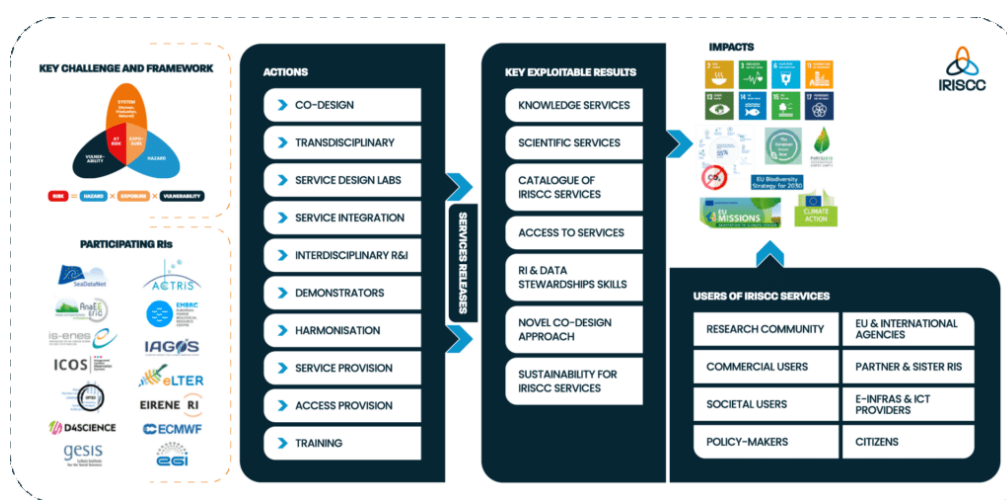 KEY CHALLENGE AND FRAMEWORK
SYSTEM
AT
RISK
EXPO-
SURE
VULNER-
ABILITY
HAZARD
RISK = HAZARD × EXPOSURE × VULNERABILITY
PARTICIPATING RIs
SeaDataNet
ACTRIS
AnaEE
ERIC
EMBRC
is-enes
IAGOS
ICOS
eLTER
EIRENE RI
D4SCIENCE
ECMWF
gesis
egi
ACTIONS
CO-DESIGN
TRANSDISCIPLINARY
SERVICE DESIGN LABS
SERVICE INTEGRATION
INTERDISCIPLINARY R&I
DEMONSTRATORS
HARMONISATION
SERVICE PROVISION
ACCESS PROVISION
TRAINING
SERVICES RELEASES
KEY EXPLOITABLE RESULTS
KNOWLEDGE SERVICES
SCIENTIFIC SERVICES
CATALOGUE OF
IRISCC SERVICES
ACCESS TO SERVICES
RI & DATA
STEWARDSHIPS SKILLS
NOVEL CO-DESIGN
APPROACH
SUSTAINABILITY FOR
IRISCC SERVICES
IMPACTS
EU Biodiversity
Strategy for 2030
EU
MISSIONS
CLIMATE
ACTION
IRISCC
USERS OF IRISCC SERVICES
RESEARCH COMMUNITY
EU & INTERNATIONAL
AGENCIES
COMMERCIAL USERS
PARTNER & SISTER RIS
SOCIETAL USERS
E-INFRAS & ICT
PROVIDERS
POLICY-MAKERS
CITIZENS